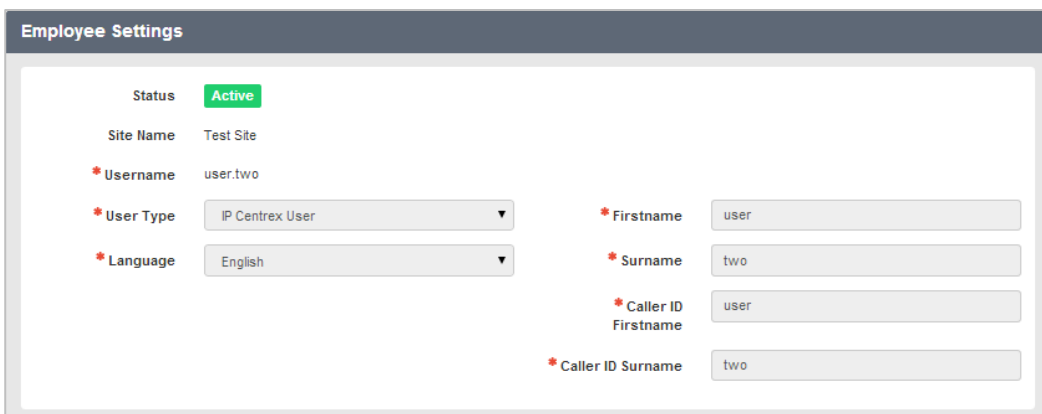 Employee Settings
Status Active
Site Name Test Site
* Username user.two
* User Type IP Centrex User ▼ * Firstname user
* Language English ▼ * Surname two
* Caller ID
Firstname user
* Caller ID Surname two